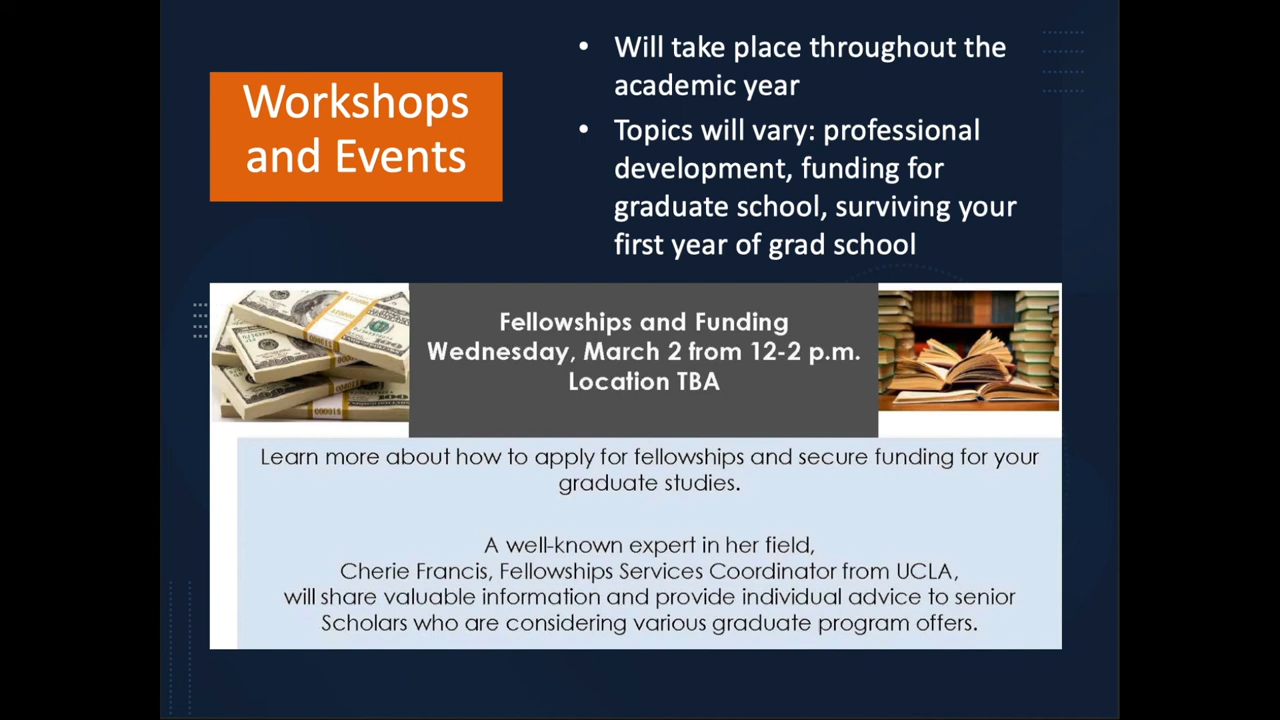 Workshops
and Events
• Will take place throughout the
academic year
• Topics will vary: professional
development, funding for
graduate school, surviving your
first year of grad school
Fellowships and Funding
Wednesday, March 2 from 12-2 p.m.
Location TBA
Learn more about how to apply for fellowships and secure funding for your
graduate studies.
A well-known expert in her field,
Cherie Francis, Fellowships Services Coordinator from UCLA,
will share valuable information and provide individual advice to senior
Scholars who are considering various graduate program offers.